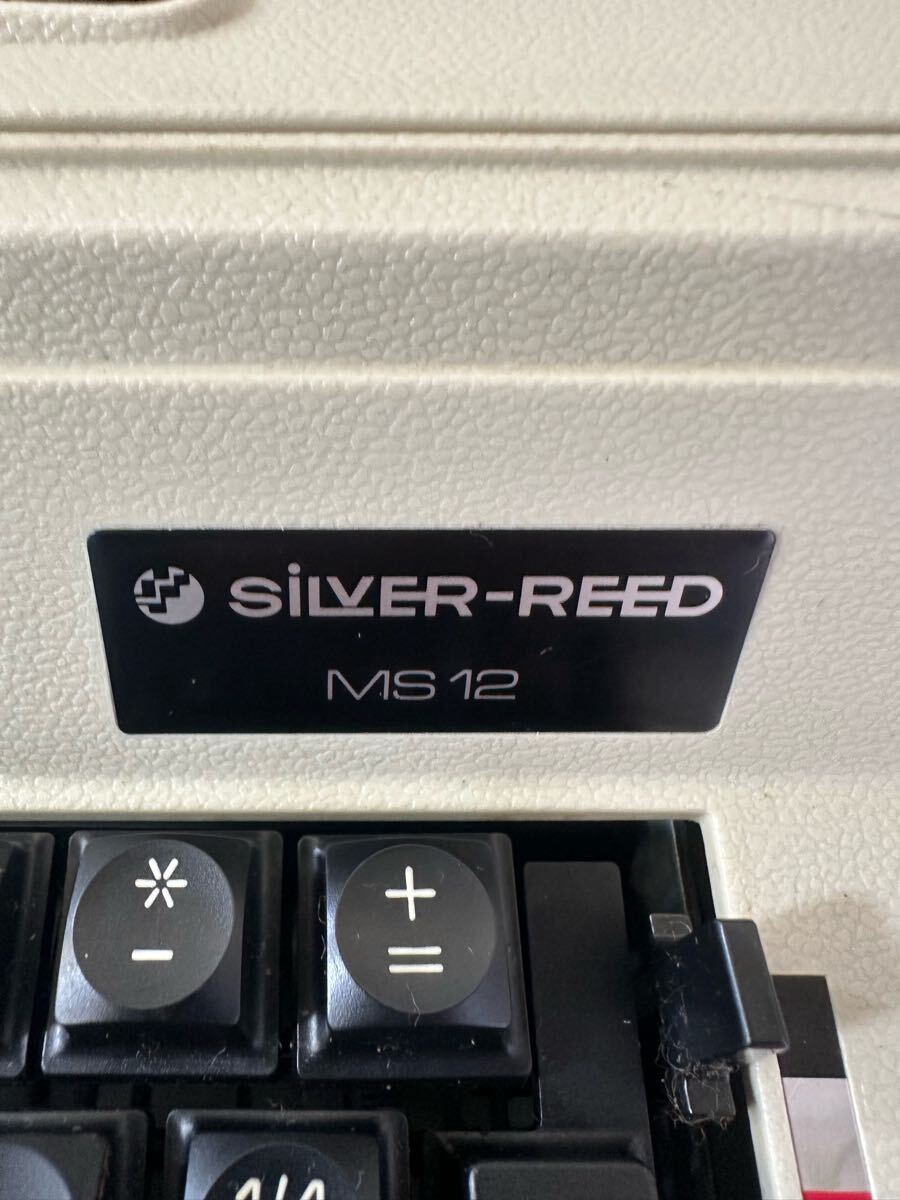 SiLVER-REED
MS 12
*
-
+
=